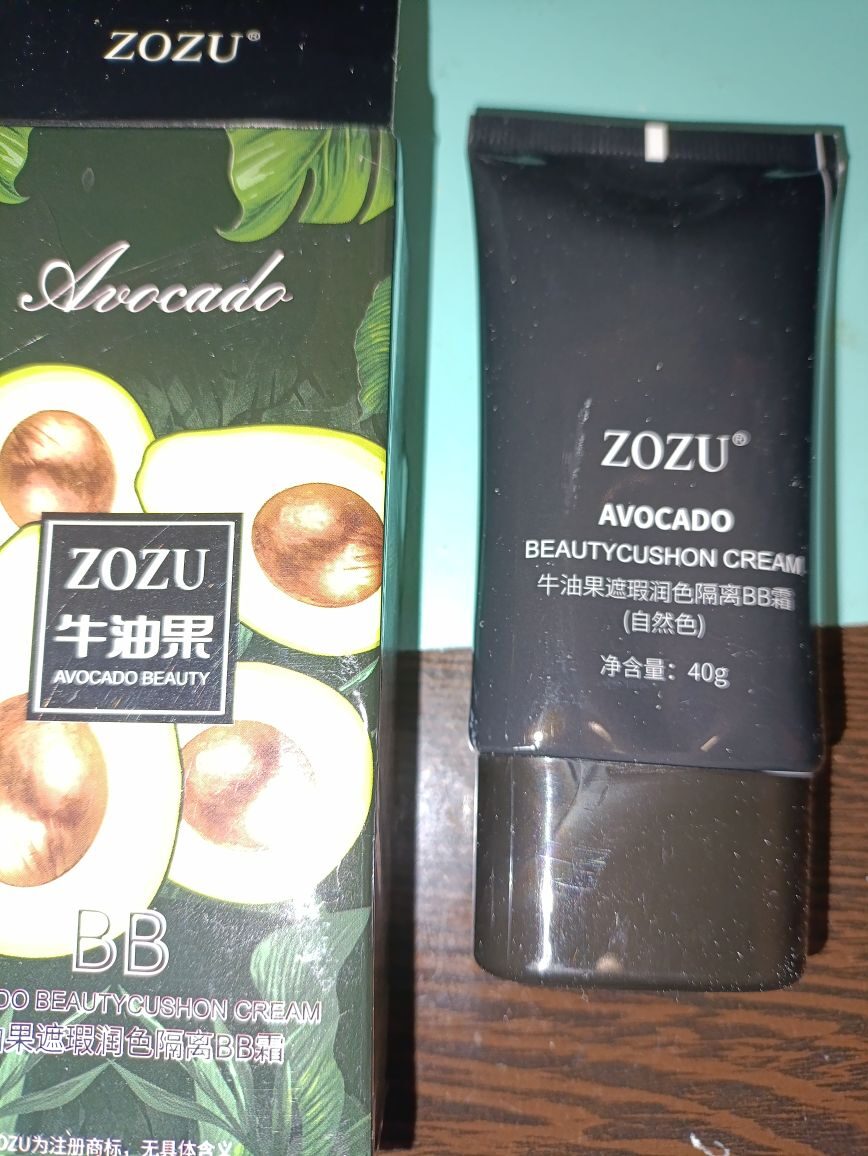 ZOZU®
Avocado
ZOZU
牛油果
AVOCADO BEAUTY
BB
DO BEAUTYCUSHON CREAM
果遮瑕润色隔离BB霜
ZOZU为注册商标，无具体含义
ZOZU®
AVOCADO
BEAUTYCUSHON CREAM
牛油果遮瑕润色隔离BB霜
(自然色)
净含量：40g